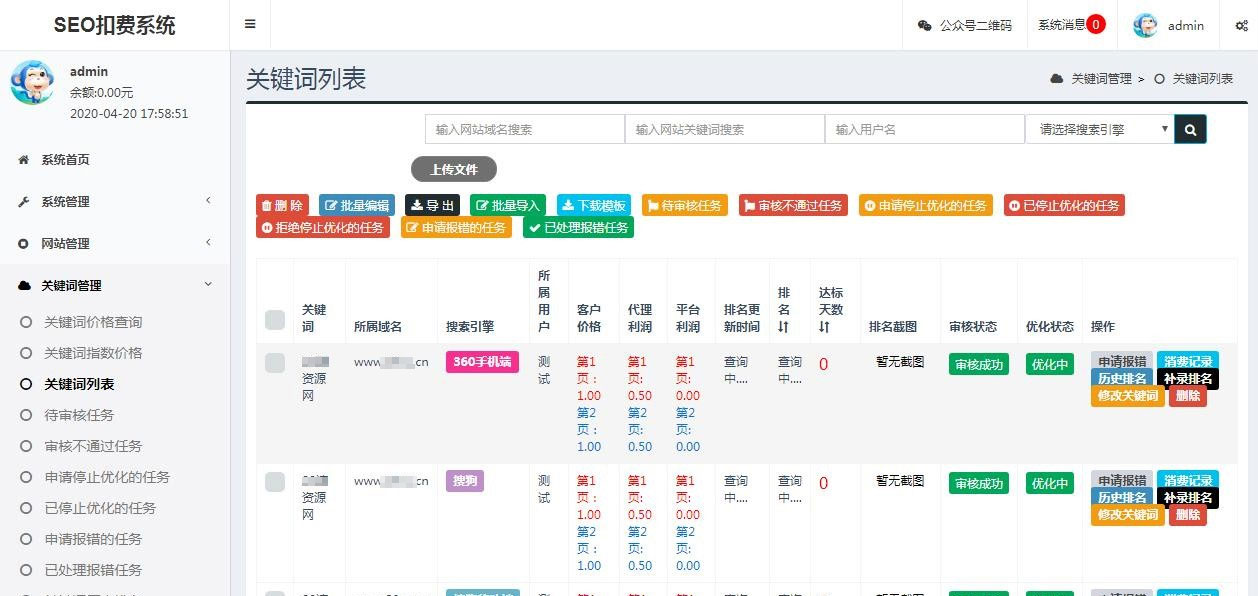 SEO扣费系统
公众号二维码
系统消息 0
admin
admin
余额:0.00元
2020-04-20 17:58:51
系统首页
系统管理
网站管理
关键词管理
关键词价格查询
关键词指数价格
关键词列表
待审核任务
审核不通过任务
申请停止优化的任务
已停止优化的任务
申请报错的任务
已处理报错任务
关键词列表
关键词管理 > 关键词列表
输入网站域名搜索 输入网站关键词搜索 输入用户名 请选择搜索引擎
上传文件
删除 批量编辑 导出 批量导入 下载模板 待审核任务 审核不通过任务 申请停止优化的任务 已停止优化的任务
拒绝停止优化的任务 申请报错的任务 已处理报错任务
关键词 所属域名 搜索引擎 所属用户 客户价格 代理利润 平台利润 排名更新时间 排名 达标天数 排名截图 审核状态 优化状态 操作
资源网 www.cn 360手机端 测试 第1页：1.00 第2页：1.00 第1页:0.50 第2页:0.50 第1页:0.00 第2页:0.00 查询中.... 查询中.... 0 暂无截图 审核成功 优化中 申请报错 消费记录
历史排名 补录排名
修改关键词 删除
资源网 www.cn 搜狗 测试 第1页：1.00 第2页：1.00 第1页:0.50 第2页:0.50 第1页:0.00 第2页:0.00 查询中.... 查询中.... 0 暂无截图 审核成功 优化中 申请报错 消费记录
历史排名 补录排名
修改关键词 删除